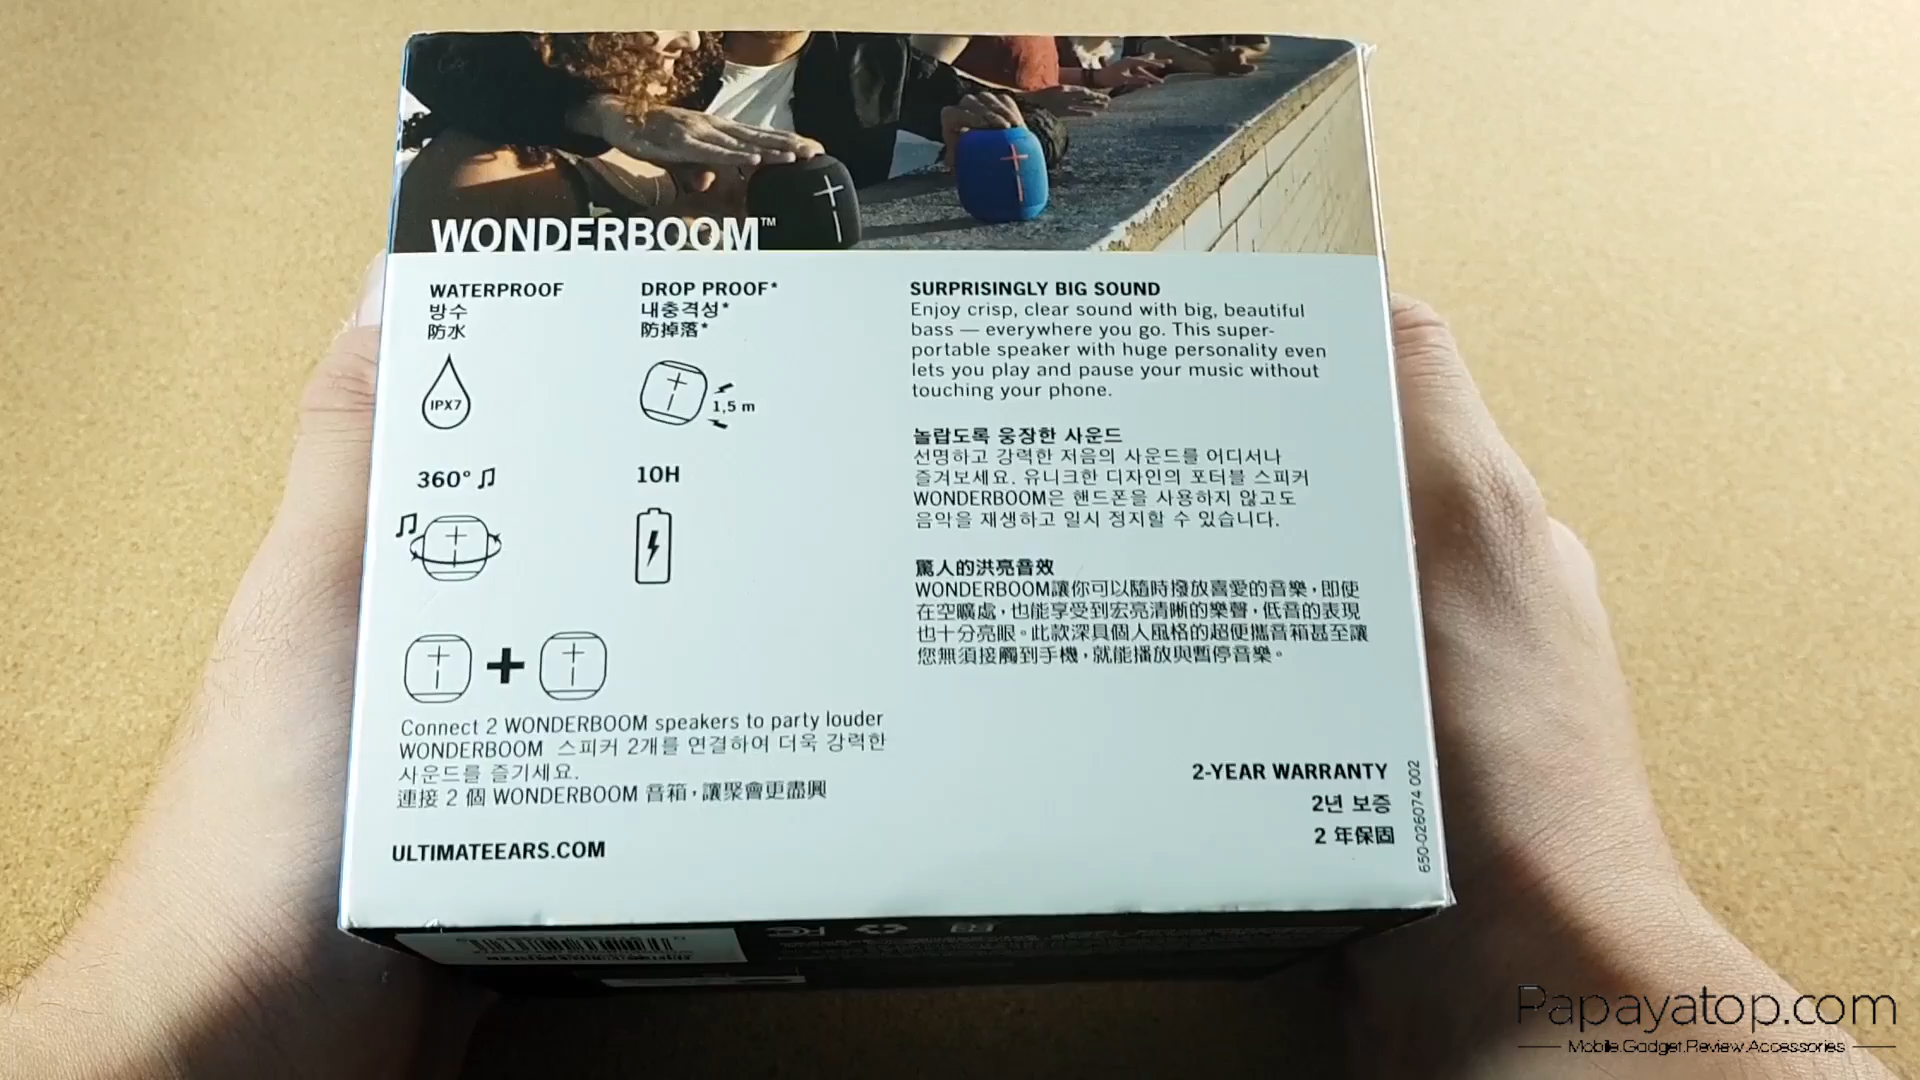 WONDERBOOM™
WATERPROOF
방수
防水
IPX7
DROP PROOF*
내충격성*
防掉落*
1,5 m
360°
10H
Connect 2 WONDERBOOM speakers to party louder
WONDERBOOM 스피커 2개를 연결하여 더욱 강력한
사운드를 즐기세요.
連接 2 個 WONDERBOOM 音箱，讓聚會更盡興
ULTIMATEEARS.COM
SURPRISINGLY BIG SOUND
Enjoy crisp, clear sound with big, beautiful
bass — everywhere you go. This super-
portable speaker with huge personality even
lets you play and pause your music without
touching your phone.
놀랍도록 웅장한 사운드
선명하고 강력한 저음의 사운드를 어디서나
즐겨보세요. 유니크한 디자인의 포터블 스피커
WONDERBOOM은 핸드폰을 사용하지 않고도
음악을 재생하고 일시 정지할 수 있습니다.
驚人的洪亮音效
WONDERBOOM讓你可以隨時撥放喜愛的音樂，即使
在空曠處，也能享受到宏亮清晰的樂聲，低音的表現
也十分亮眼。此款深具個人風格的超便攜音箱甚至讓
您無須接觸到手機，就能播放與暫停音樂。
2-YEAR WARRANTY
2년 보증
2 年保固
650-026074 002
Papayatop.com
Mobile.Gadget.Review.Accessories